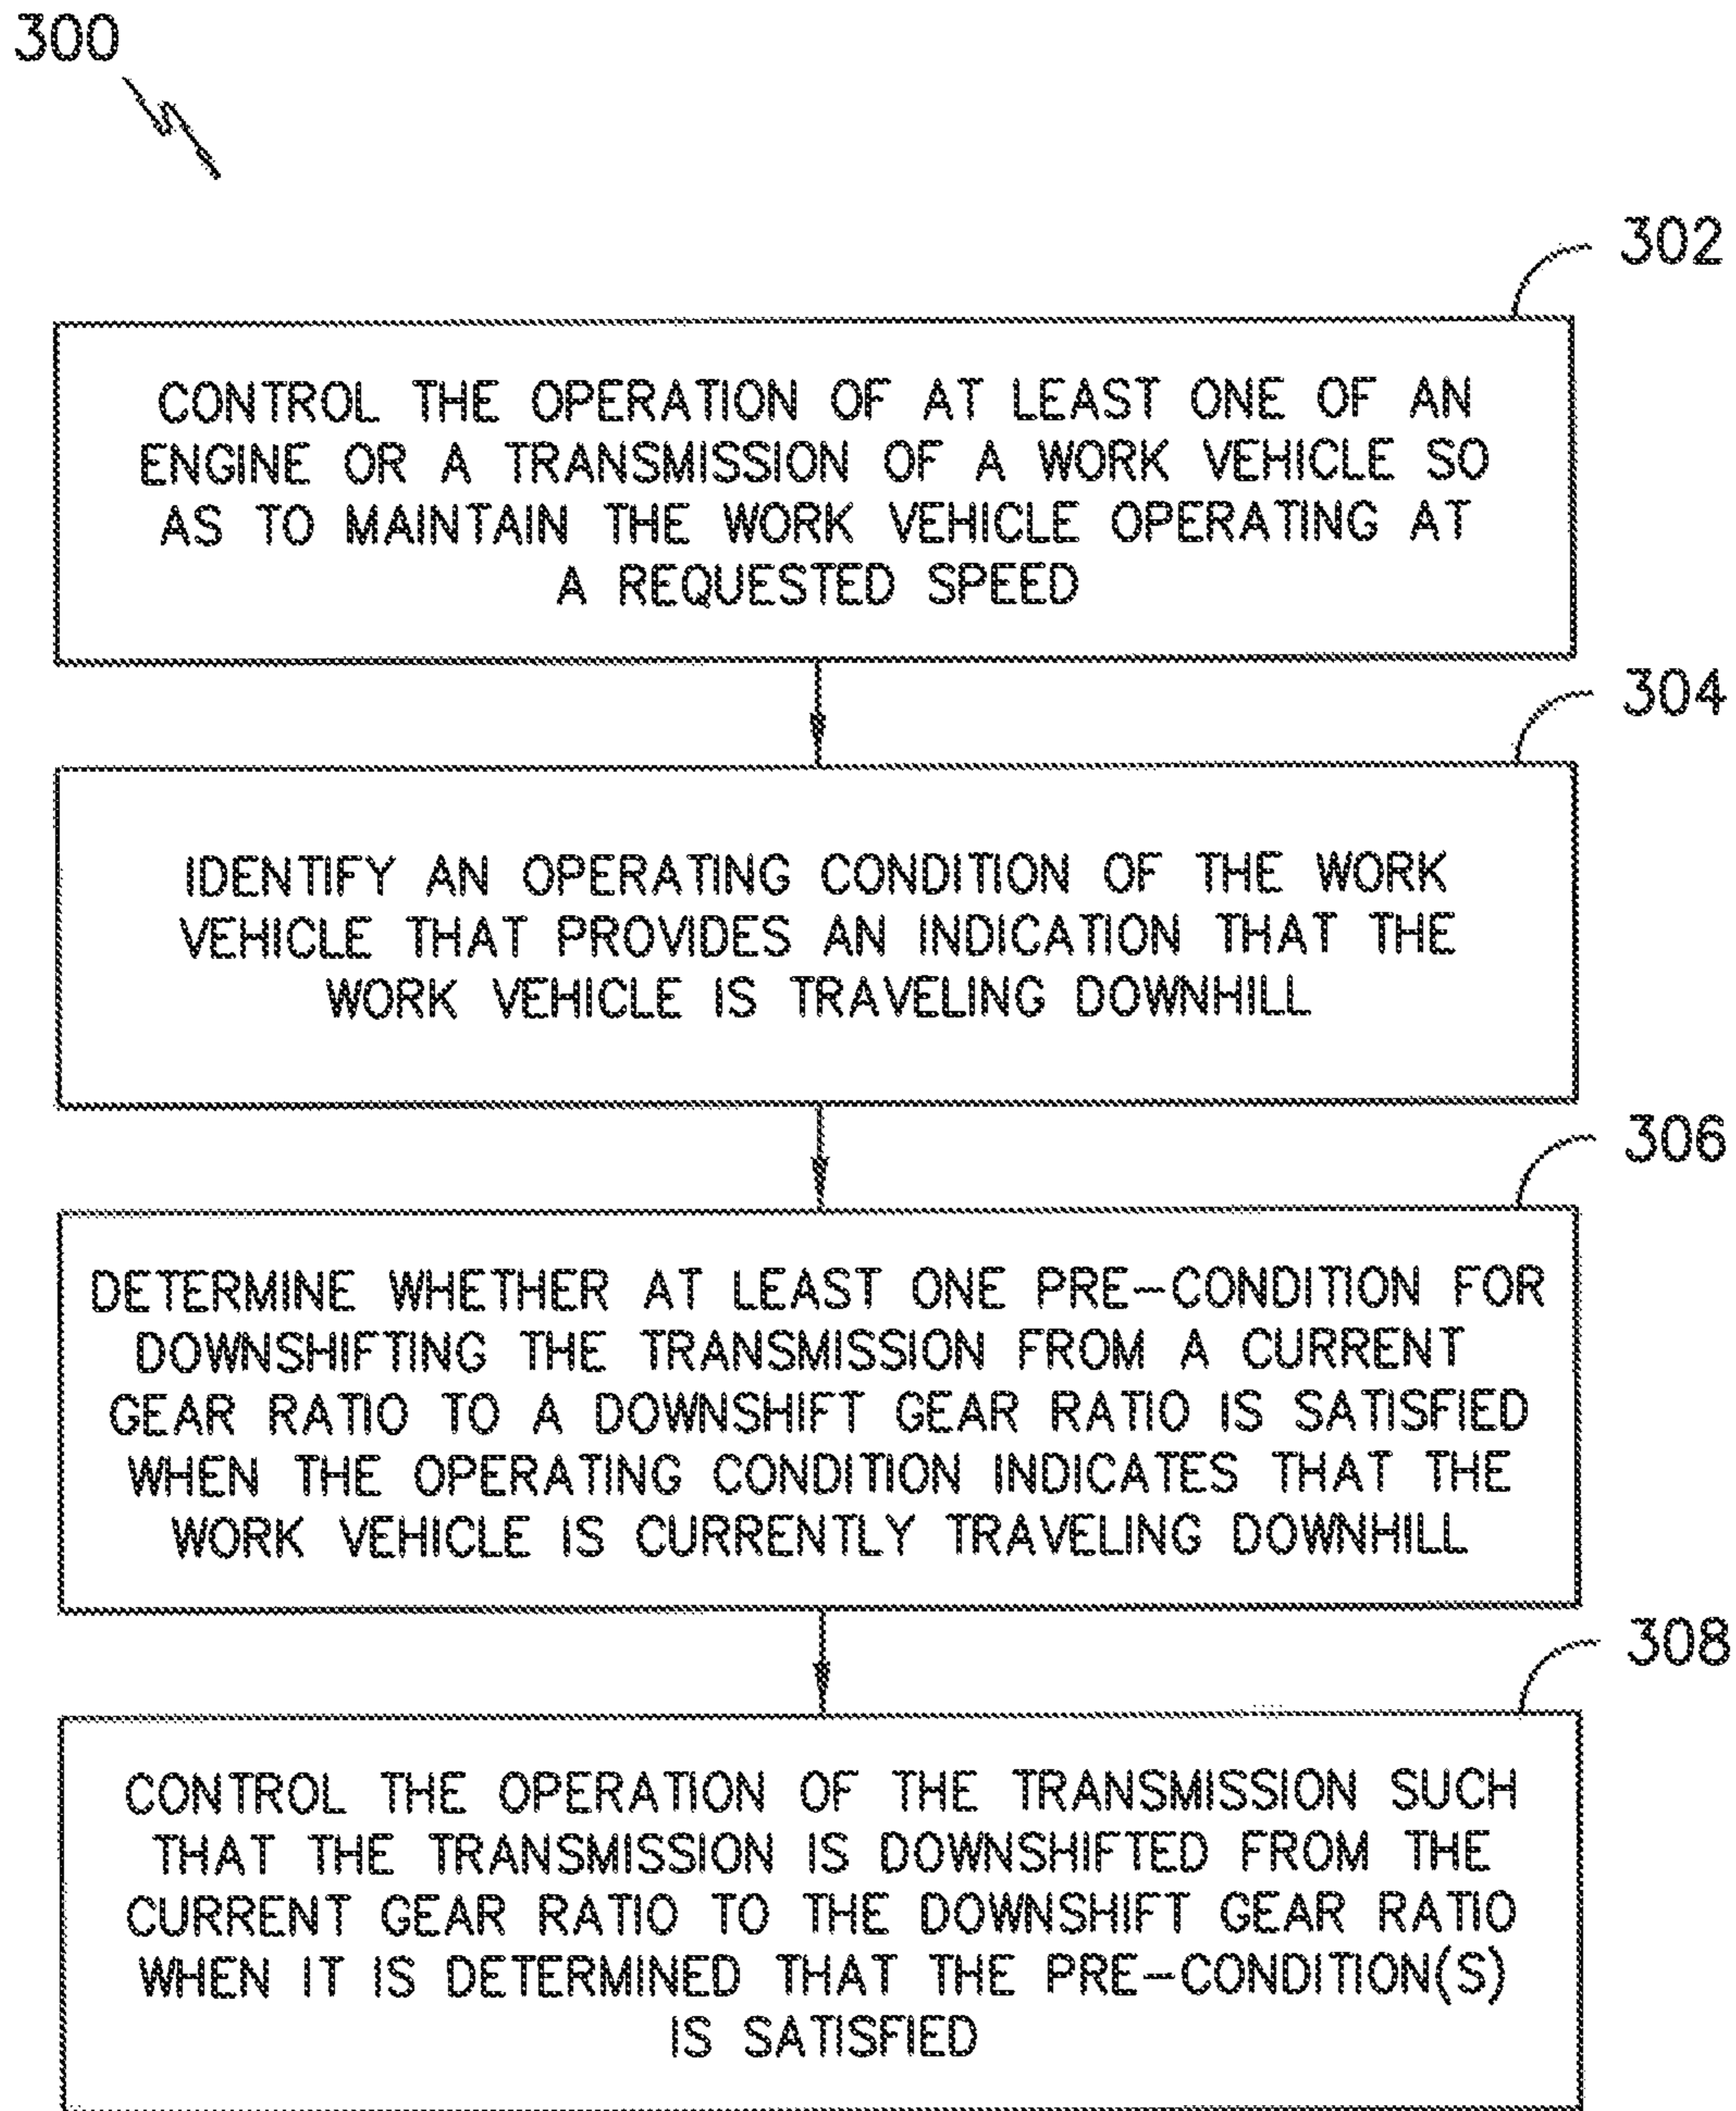 300
302
CONTROL THE OPERATION OF AT LEAST ONE OF AN
ENGINE OR A TRANSMISSION OF A WORK VEHICLE SO
AS TO MAINTAIN THE WORK VEHICLE OPERATING AT
A REQUESTED SPEED
304
IDENTIFY AN OPERATING CONDITION OF THE WORK
VEHICLE THAT PROVIDES AN INDICATION THAT THE
WORK VEHICLE IS TRAVELING DOWNHILL
306
DETERMINE WHETHER AT LEAST ONE PRE-CONDITION FOR
DOWNSHIFTING THE TRANSMISSION FROM A CURRENT
GEAR RATIO TO A DOWNSHIFT GEAR RATIO IS SATISFIED
WHEN THE OPERATING CONDITION INDICATES THAT THE
WORK VEHICLE IS CURRENTLY TRAVELING DOWNHILL
308
CONTROL THE OPERATION OF THE TRANSMISSION SUCH
THAT THE TRANSMISSION IS DOWNSHIFTED FROM THE
CURRENT GEAR RATIO TO THE DOWNSHIFT GEAR RATIO
WHEN IT IS DETERMINED THAT THE PRE-CONDITION(S)
IS SATISFIED